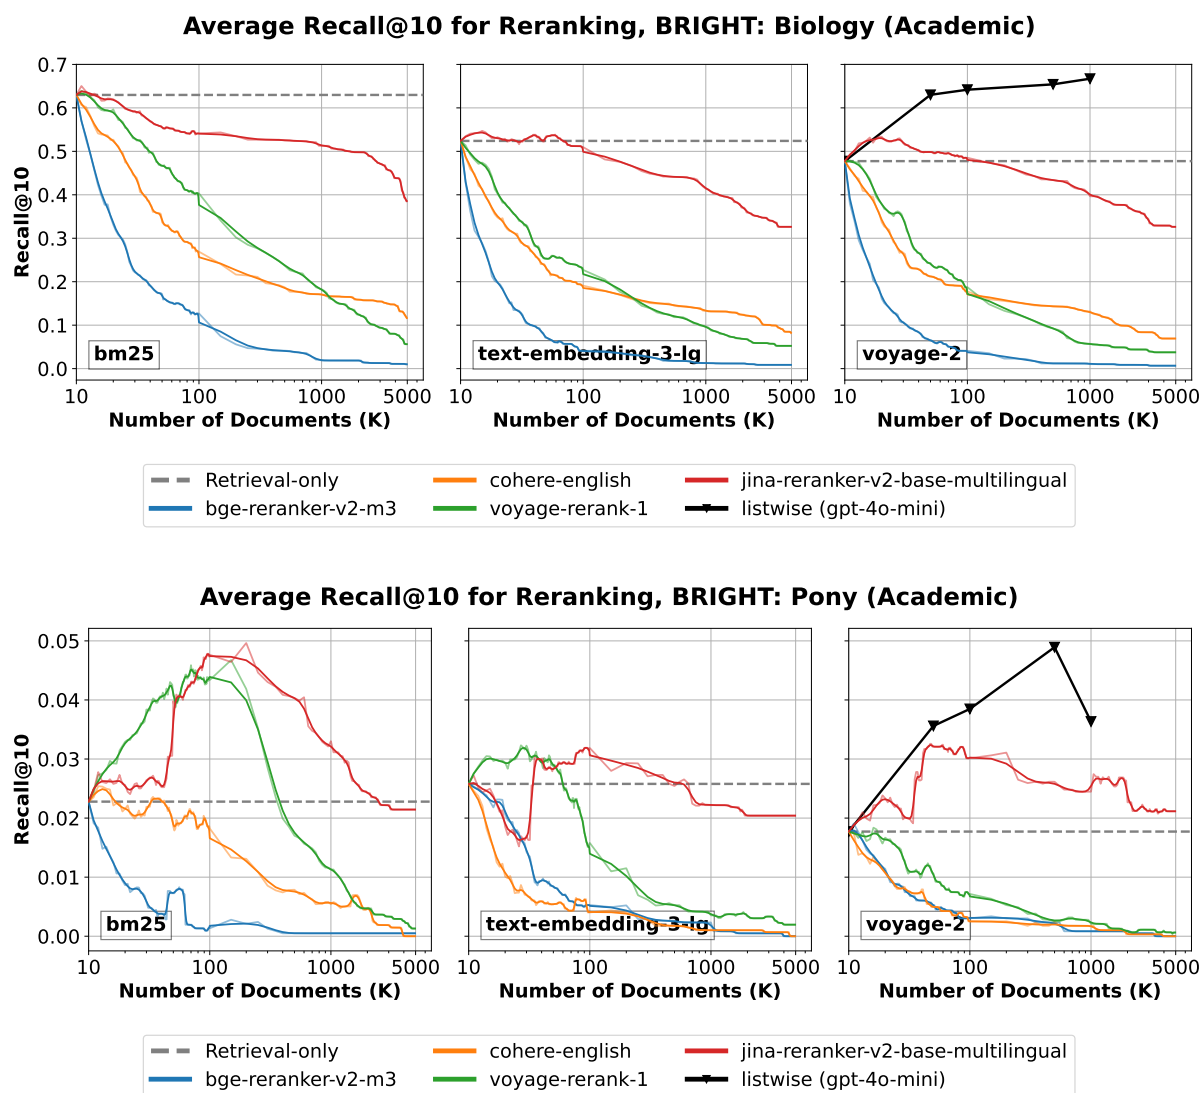 Average Recall@10 for Reranking, BRIGHT: Biology (Academic)
Recall@10
0.7
0.6
0.5
0.4
0.3
0.2
0.1
0.0
bm25
text-embedding-3-lg
voyage-2
10 100 1000 5000
10 100 1000 5000
10 100 1000 5000
Number of Documents (K)
Number of Documents (K)
Number of Documents (K)
Retrieval-only
cohere-english
jina-reranker-v2-base-multilingual
bge-reranker-v2-m3
voyage-rerank-1
listwise (gpt-4o-mini)
Average Recall@10 for Reranking, BRIGHT: Pony (Academic)
Recall@10
0.05
0.04
0.03
0.02
0.01
0.00
bm25
text-embedding-3-lg
voyage-2
10 100 1000 5000
10 100 1000 5000
10 100 1000 5000
Number of Documents (K)
Number of Documents (K)
Number of Documents (K)
Retrieval-only
cohere-english
jina-reranker-v2-base-multilingual
bge-reranker-v2-m3
voyage-rerank-1
listwise (gpt-4o-mini)